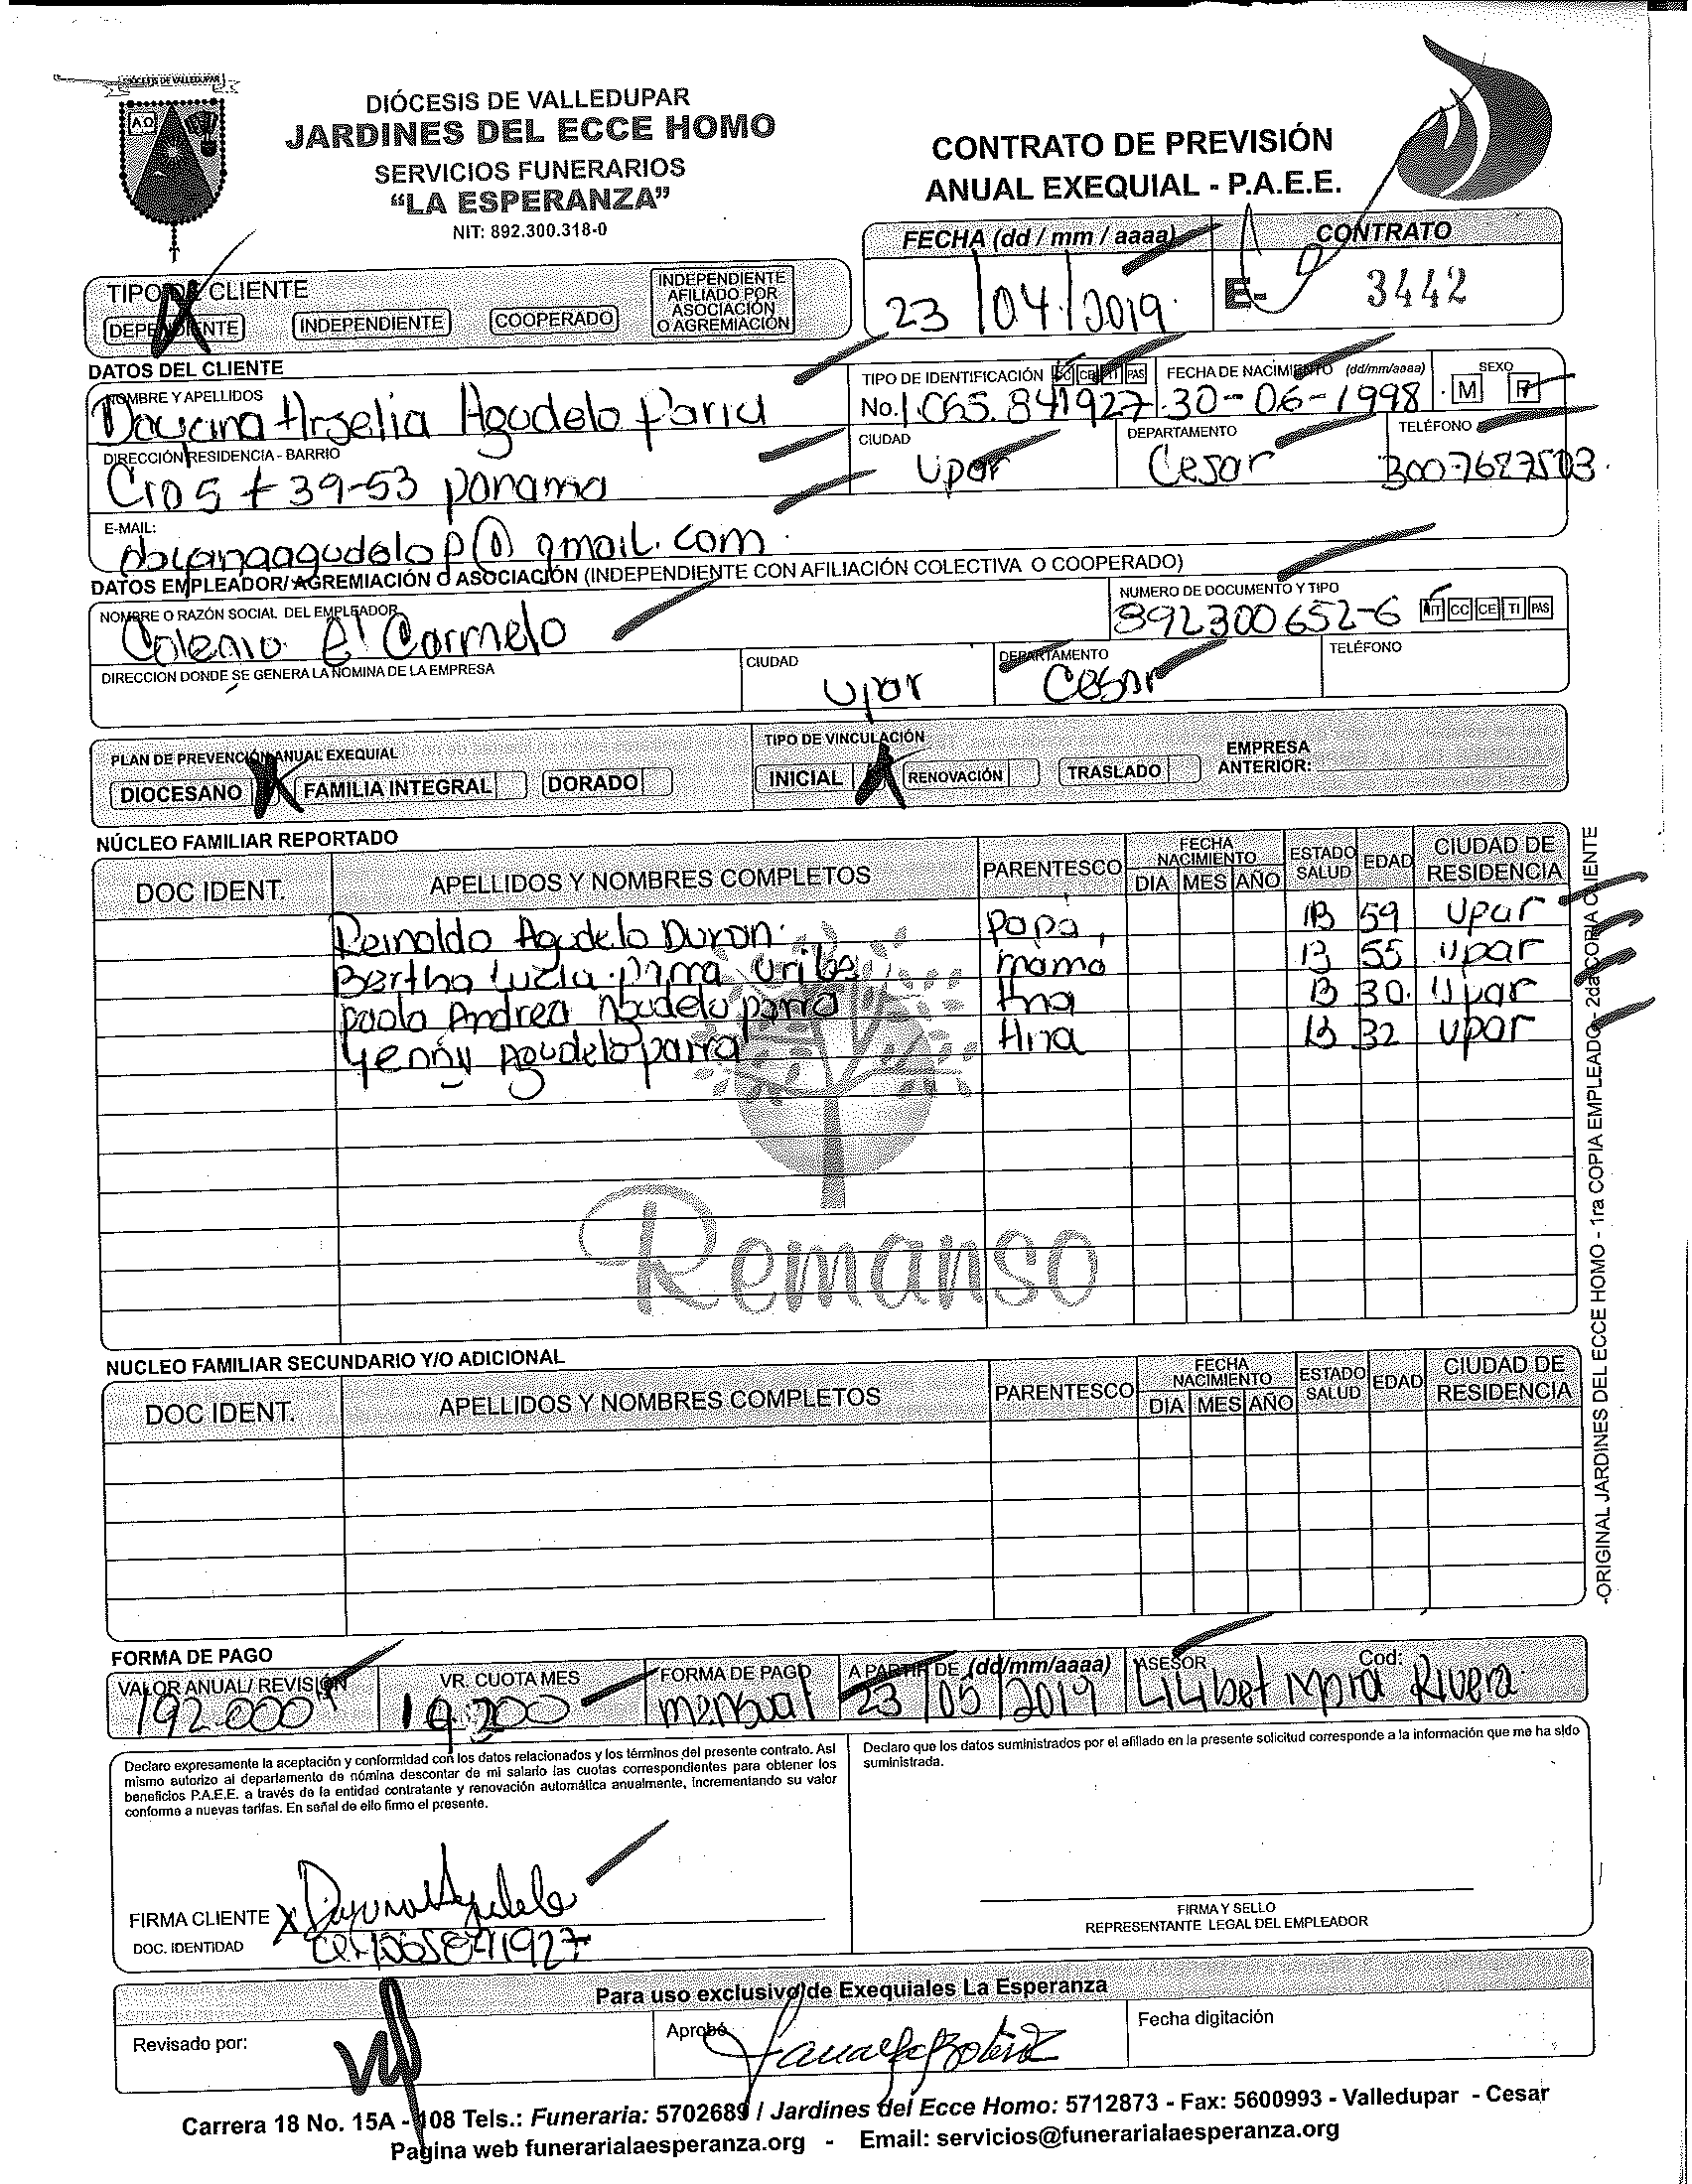 DIÓCESIS DE VALLEDUPAR
DIÓCESIS DE VALLEDUPAR
JARDINES DEL ECCE HOMO
SERVICIOS FUNERARIOS
“LA ESPERANZA”
NIT: 892.300.318-0
CONTRATO DE PREVISIÓN
ANUAL EXEQUIAL - P.A.E.E.
FECHA (dd / mm / aaaa) CONTRATO
23 / 04 / 2019 E- 3442
TIPO DE CLIENTE
DEPENDIENTE INDEPENDIENTE COOPERADO INDEPENDIENTE AFILIADO POR ASOCIACIÓN O AGREMIACIÓN
DATOS DEL CLIENTE
NOMBRE Y APELLIDOS TIPO DE IDENTIFICACIÓN CC CE TI PAS FECHA DE NACIMIENTO (dd/mm/aaaa) SEXO
Agudelo No. 1.065.841927 30-06-1998 M F
DIRECCIÓN RESIDENCIA - BARRIO CIUDAD DEPARTAMENTO TELÉFONO
39-53 panama Upar Cesar 3007687503
E-MAIL:
dayanaagudelop@gmail.com
DATOS EMPLEADOR/ AGREMIACIÓN O ASOCIACIÓN (INDEPENDIENTE CON AFILIACIÓN COLECTIVA O COOPERADO)
NOMBRE O RAZÓN SOCIAL DEL EMPLEADOR NUMERO DE DOCUMENTO Y TIPO
Colegio El Carmelo 892300652-6 NIT CC CE TI PAS
DIRECCION DONDE SE GENERA LA NOMINA DE LA EMPRESA CIUDAD DEPARTAMENTO TELÉFONO
Upar Cesar
PLAN DE PREVENCIÓN ANUAL EXEQUIAL TIPO DE VINCULACIÓN
DIOCESANO FAMILIA INTEGRAL DORADO INICIAL RENOVACIÓN TRASLADO EMPRESA ANTERIOR:
NÚCLEO FAMILIAR REPORTADO
DOC IDENT. APELLIDOS Y NOMBRES COMPLETOS PARENTESCO FECHA NACIMIENTO DIA MES AÑO ESTADO SALUD EDAD CIUDAD DE RESIDENCIA
Reinaldo Agudelo Duran Papa B 59 Upar
Bertha Lucia Parra Uribe mama B 55 Upar
Paola Andrea Agudelo parra Hna B 30 Upar
Yenny Agudelo parra Hna B 32 Upar
Remanso
NUCLEO FAMILIAR SECUNDARIO Y/O ADICIONAL
DOC IDENT. APELLIDOS Y NOMBRES COMPLETOS PARENTESCO FECHA NACIMIENTO DIA MES AÑO ESTADO SALUD EDAD CIUDAD DE RESIDENCIA
-ORIGINAL JARDINES DEL ECCE HOMO - 1ra COPIA EMPLEADO - 2da COPIA CLIENTE
FORMA DE PAGO
VALOR ANUAL/ REVISIÓN VR. CUOTA MES FORMA DE PAGO A PARTIR DE (dd/mm/aaaa) ASESOR Cod:
192.000 19.200 mensual 23/05/2019 Lilibet Mora Rivera
Declaro expresamente la aceptación y conformidad con los datos relacionados y los términos del presente contrato. Así
mismo autorizo al departamento de nómina descontar de mi salario las cuotas correspondientes para obtener los
beneficios P.A.E.E. a través de la entidad contratante y renovación automática anualmente, incrementando su valor
conforme a nuevas tarifas. En señal de ello firmo el presente.
Declaro que los datos suministrados por el afiliado en la presente solicitud corresponde a la información que me ha sido
suministrada.
FIRMA CLIENTE X Dayana Agudelo
DOC. IDENTIDAD CC. 1065841927
FIRMA Y SELLO
REPRESENTANTE LEGAL DEL EMPLEADOR
Para uso exclusivo de Exequiales La Esperanza
Revisado por: Aprobó Fecha digitación
Carrera 18 No. 15A - 108 Tels.: Funeraria: 5702689 / Jardines del Ecce Homo: 5712873 - Fax: 5600993 - Valledupar - Cesar
Pagina web funerarialaesperanza.org - Email: servicios@funerarialaesperanza.org